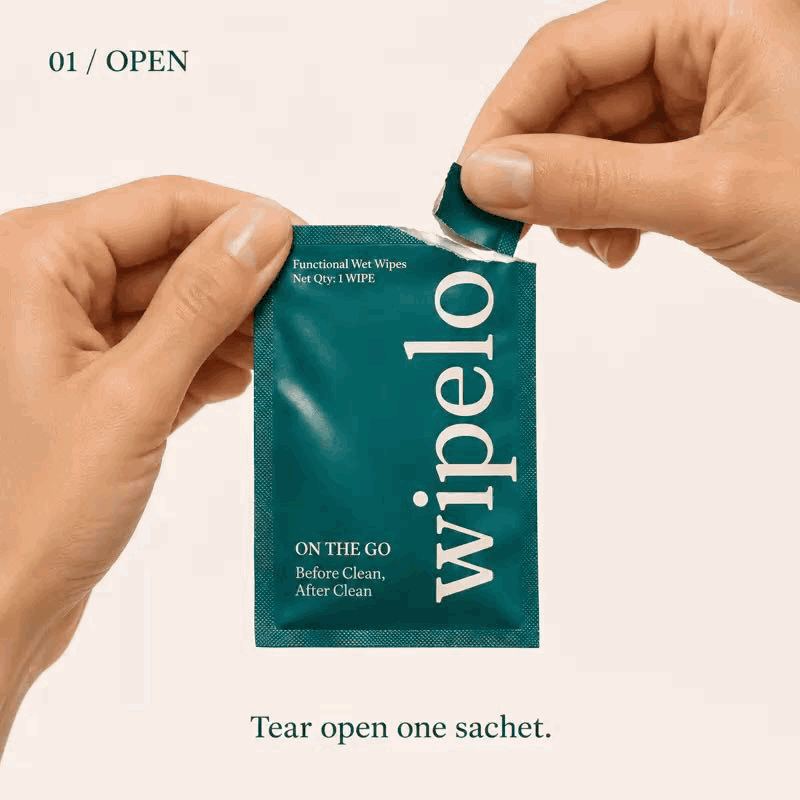 01 / OPEN
Functional Wet Wipes
Net Qty: 1 WIPE
wipelo
ON THE GO
Before Clean,
After Clean
Tear open one sachet.